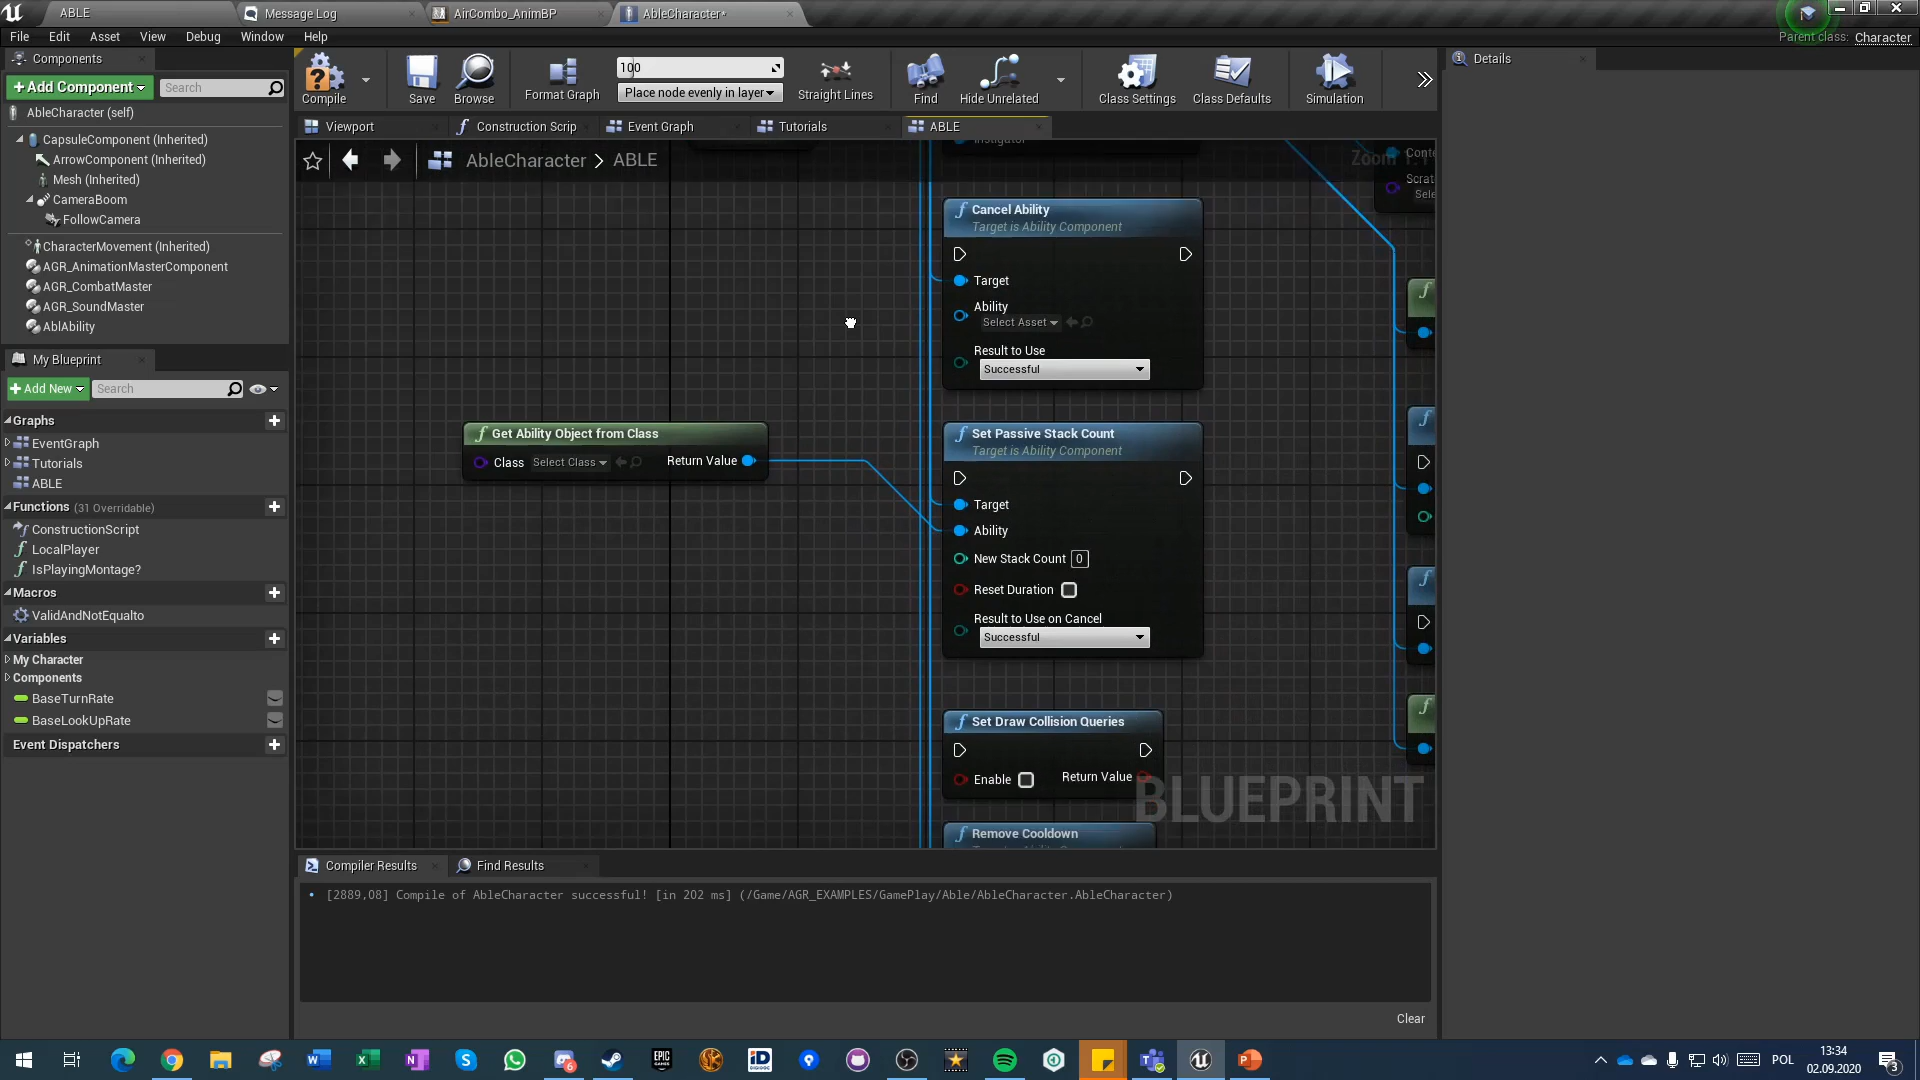 ABLE
Message Log
AirCombo_AnimBP
AbleCharacter*
File
Edit
Asset
View
Debug
Window
Help
Parent class: Character
Components
+Add Component
Search
AbleCharacter (self)
CapsuleComponent (Inherited)
ArrowComponent (Inherited)
Mesh (Inherited)
CameraBoom
FollowCamera
CharacterMovement (Inherited)
AGR_AnimationMasterComponent
AGR_CombatMaster
AGR_SoundMaster
AblAbility
My Blueprint
+Add New
Search
Graphs
EventGraph
Tutorials
ABLE
Functions (31 Overridable)
ConstructionScript
LocalPlayer
IsPlayingMontage?
Macros
ValidAndNotEqualto
Variables
My Character
Components
BaseTurnRate
BaseLookUpRate
Event Dispatchers
Compile
Save
Browse
Format Graph
100
Place node evenly in layer
Straight Lines
Find
Hide Unrelated
Class Settings
Class Defaults
Simulation
Viewport
Construction Scrip
Event Graph
Tutorials
ABLE
AbleCharacter > ABLE
Instigator
Zoom 1:1
Conte
Scrat
Sele
f Cancel Ability
Target is Ability Component
Target
Ability
Select Asset
Result to Use
Successful
f Get Ability Object from Class
Class Select Class
Return Value
f Set Passive Stack Count
Target is Ability Component
Target
Ability
New Stack Count 0
Reset Duration
Result to Use on Cancel
Successful
f Set Draw Collision Queries
Enable
Return Value
f Remove Cooldown
BLUEPRINT
Compiler Results
Find Results
[2889,08] Compile of AbleCharacter successful! [in 202 ms] (/Game/AGR_EXAMPLES/GamePlay/Able/AbleCharacter.AbleCharacter)
Clear
Details
POL
13:34
02.09.2020